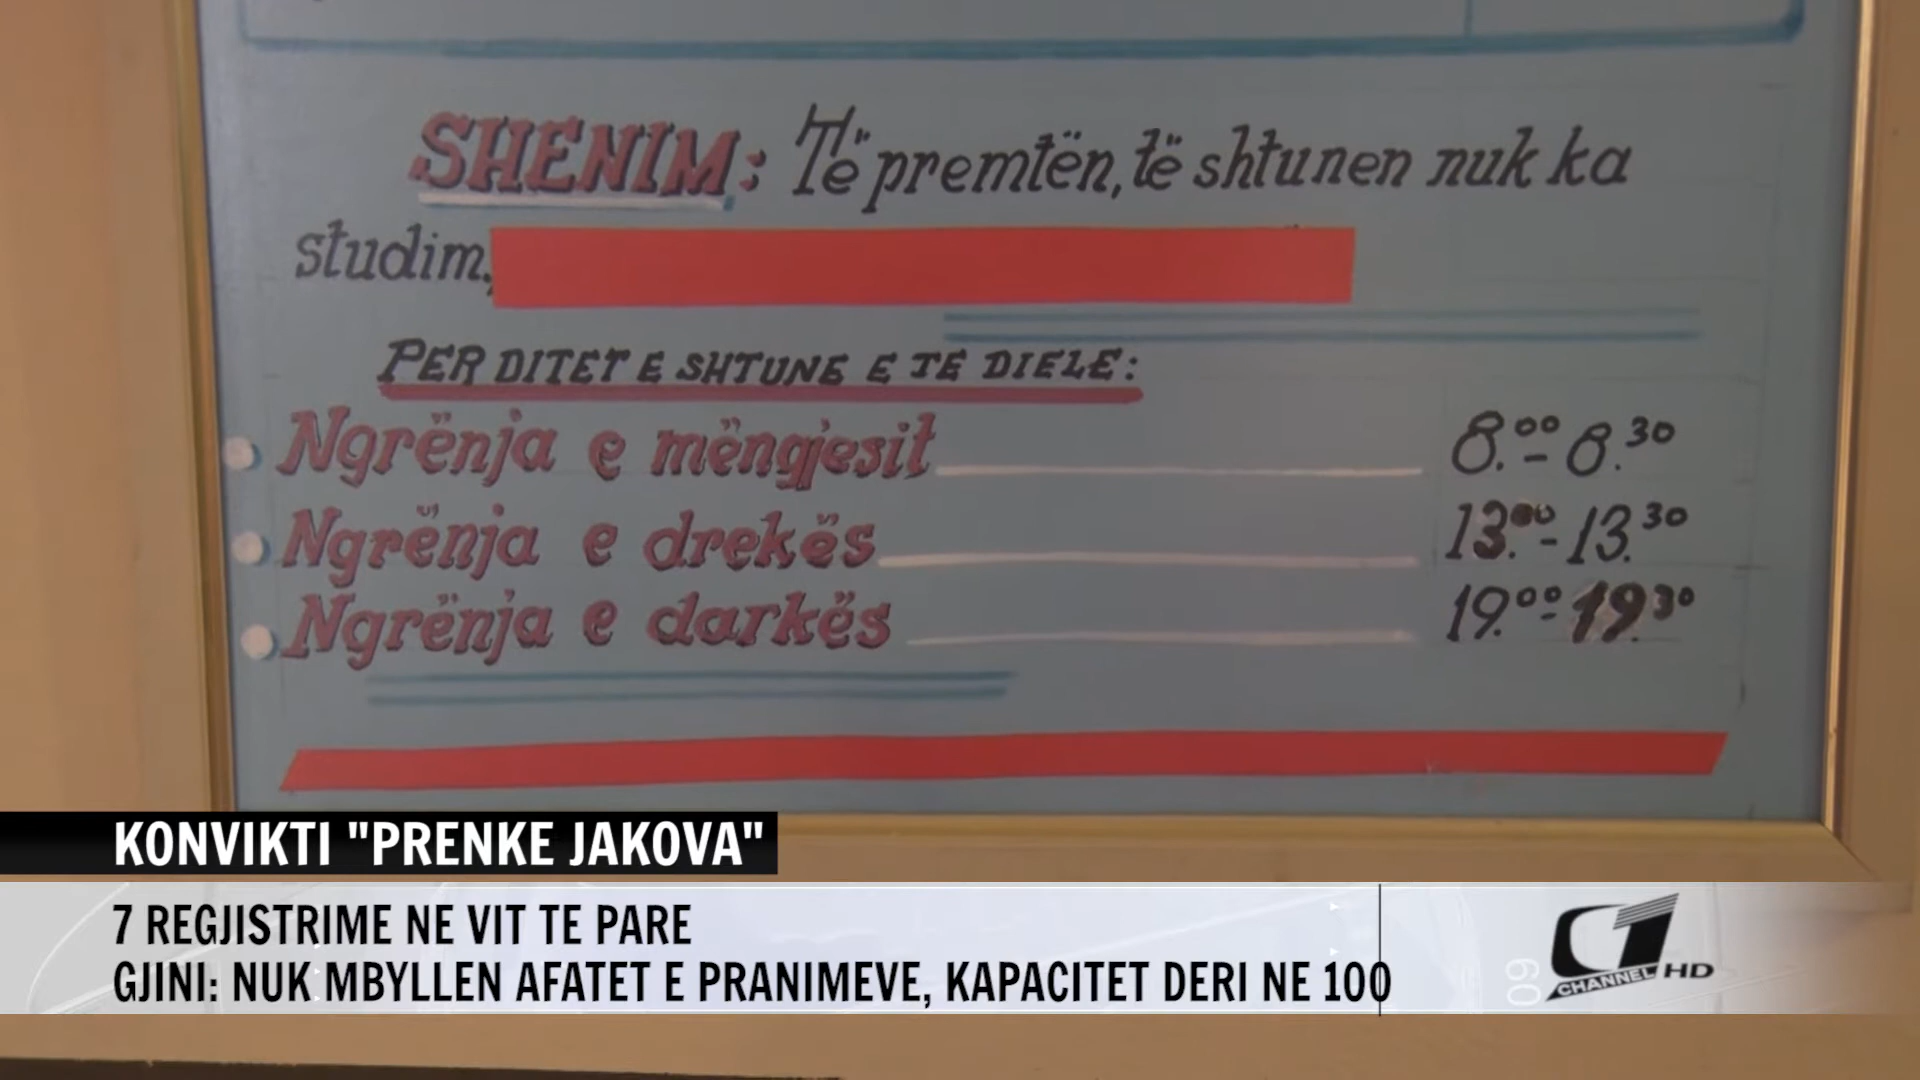 SHENIM: Të premtën, të shtunen nuk ka
studim,
PER DITET E SHTUNE E TE DIELE:
Ngrënja e mëngjesit 8.00 - 8.30
Ngrënja e drekës 13.00 - 13.30
Ngrënja e darkës 19.00 - 19.30
KONVIKTI "PRENKE JAKOVA"
7 REGJISTRIME NE VIT TE PARE
GJINI: NUK MBYLLEN AFATET E PRANIMEVE, KAPACITET DERI NE 100
09
C1
CHANNEL HD